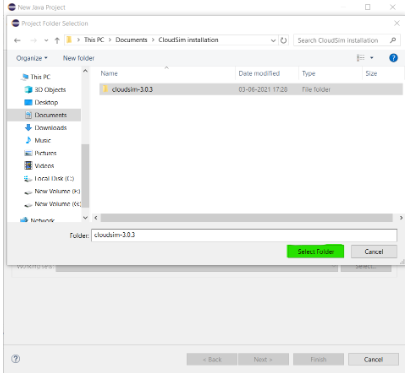 New Java Project
Project Folder Selection
This PC > Documents > CloudSim installation
Search CloudSim installation
Organize
New folder
Name
Date modified
Type
Size
This PC
3D Objects
Desktop
Documents
Downloads
Music
Pictures
Videos
Local Disk (C:)
New Volume (F:)
New Volume (G:)
Network
cloudsim-3.0.3
03-06-2021 17:28
File folder
Folder:
cloudsim-3.0.3
Select Folder
Cancel
Select...
< Back
Next >
Finish
Cancel